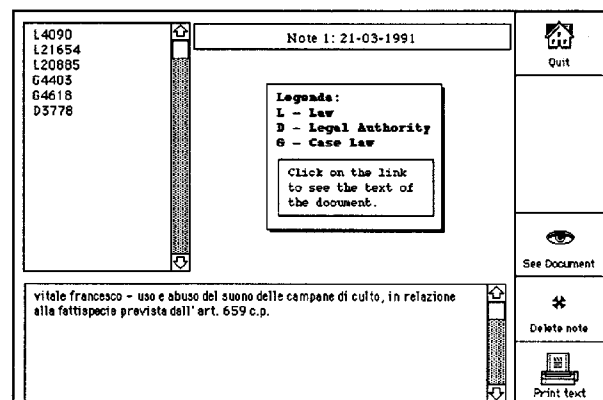 L4090
L21654
L20885
G4403
G4618
D3778
Note 1: 21-03-1991
Legenda:
L - Law
D - Legal Authority
G - Case Law
Click on the link
to see the text of
the document.
Quit
See Document
Delete note
Print text
vitale francesco - uso e abuso del suono delle campane di culto, in relazione
alla fattispecie prevista dall' art. 659 c.p.